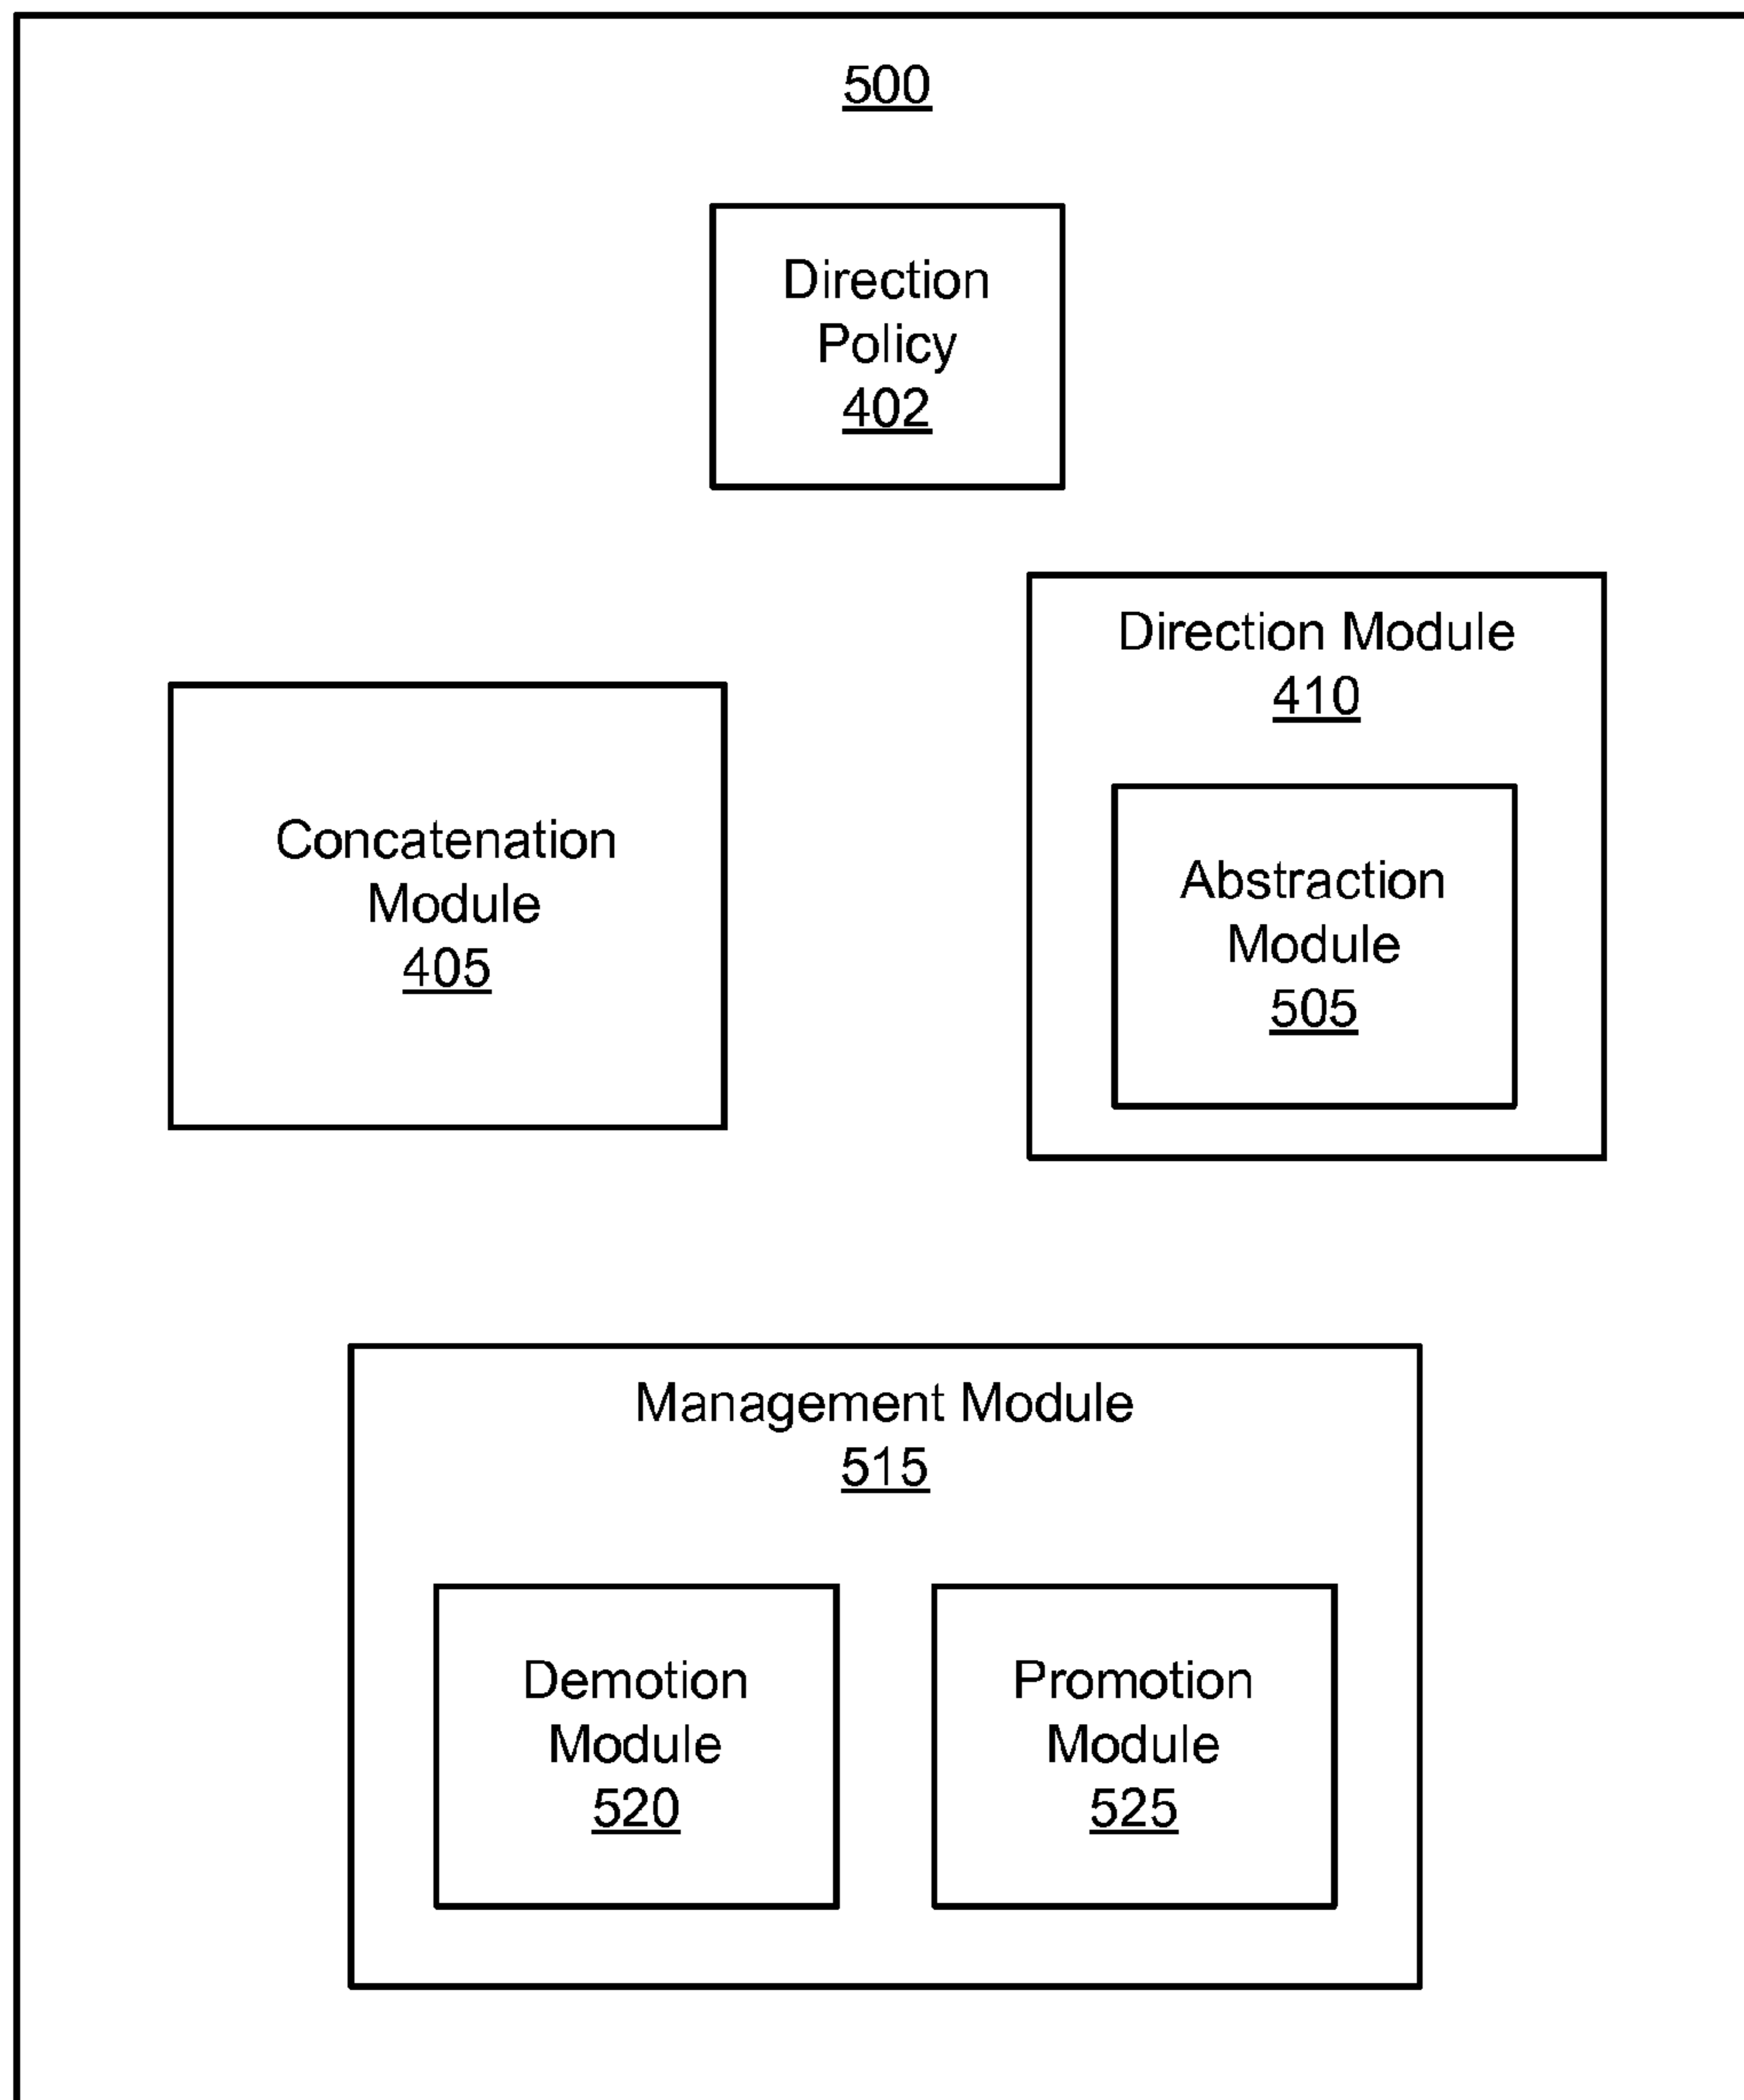 500
Direction
Policy
402
Direction Module
410
Concatenation
Module
405
Abstraction
Module
505
Management Module
515
Demotion
Module
520
Promotion
Module
525